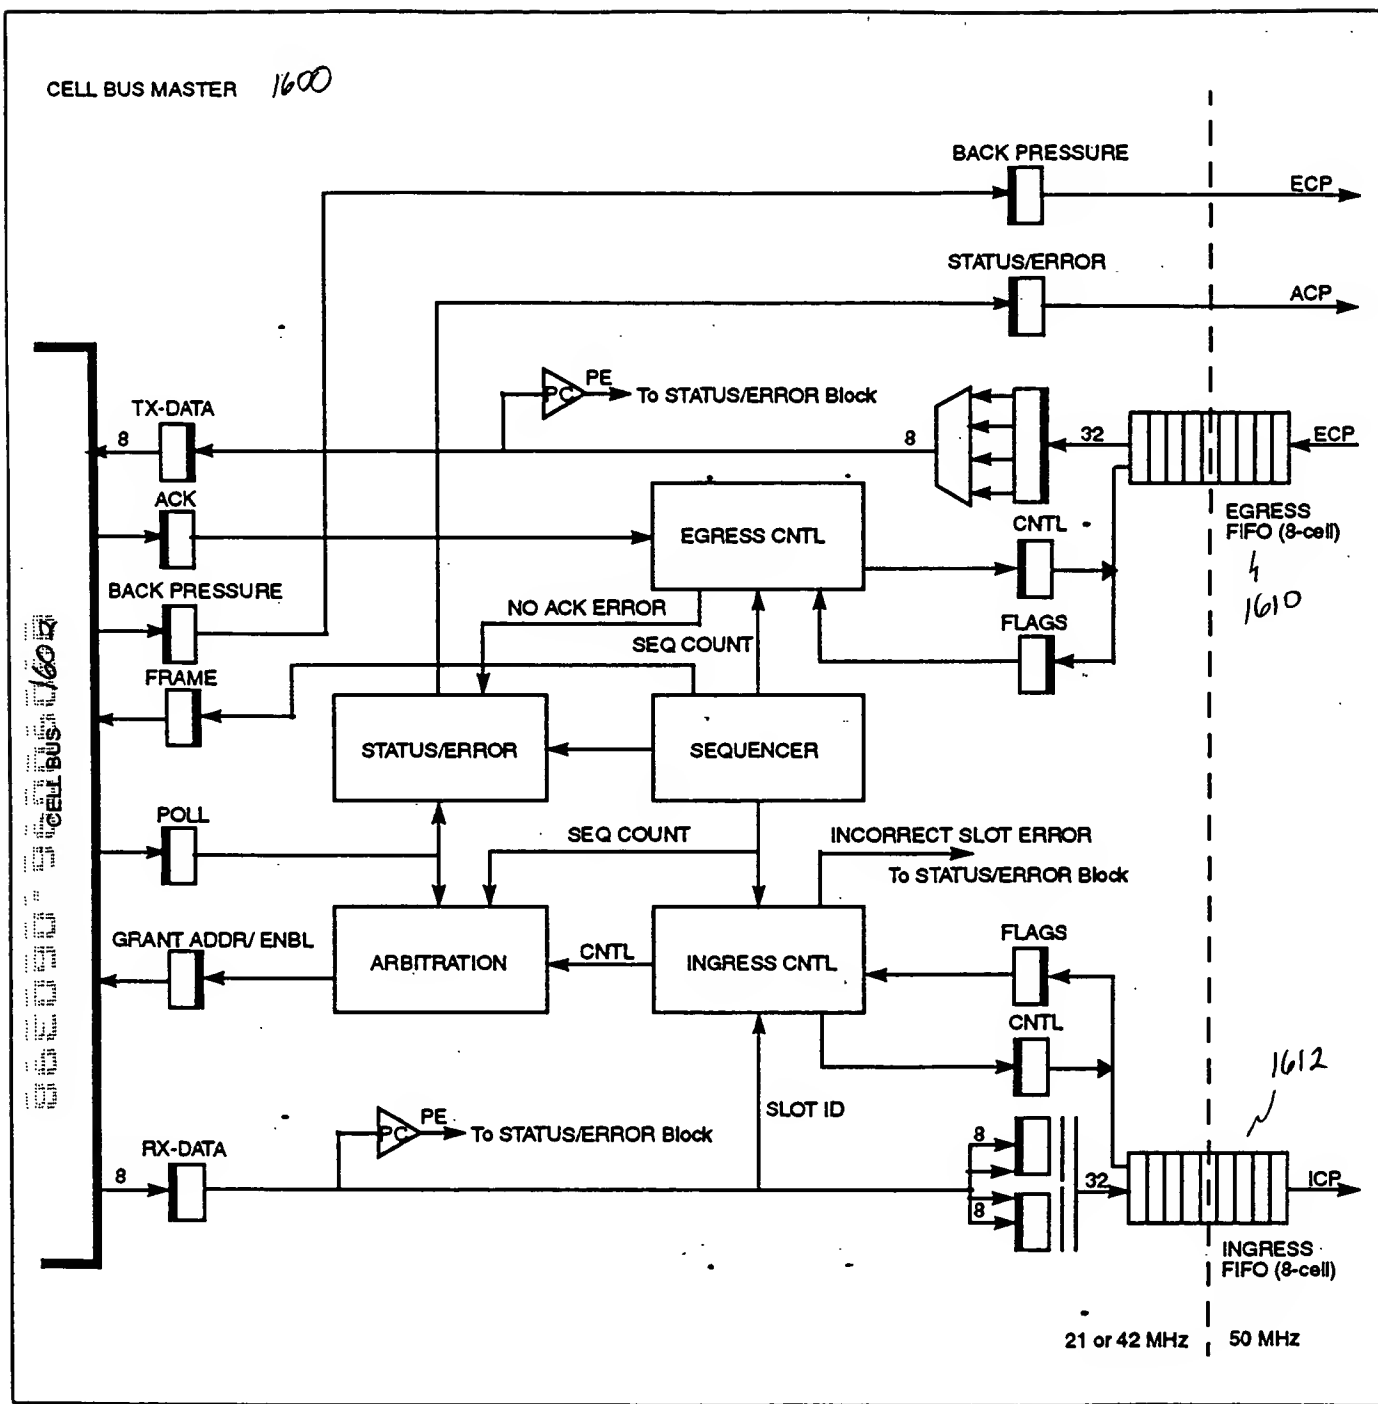 CELL BUS MASTER 1600
BACK PRESSURE
ECP
STATUS/ERROR
ACP
PC
PE
To STATUS/ERROR Block
TX-DATA
8
8
32
ECP
ACK
EGRESS CNTL
CNTL
EGRESS
FIFO (8-cell)
1610
BACK PRESSURE
NO ACK ERROR
SEQ COUNT
FLAGS
FRAME
CELL BUS
STATUS/ERROR
SEQUENCER
POLL
SEQ COUNT
INCORRECT SLOT ERROR
To STATUS/ERROR Block
GRANT ADDR/ ENBL
ARBITRATION
CNTL
INGRESS CNTL
FLAGS
CNTL
1612
SLOT ID
PC
PE
To STATUS/ERROR Block
RX-DATA
8
8
8
32
ICP
INGRESS
FIFO (8-cell)
21 or 42 MHz
50 MHz